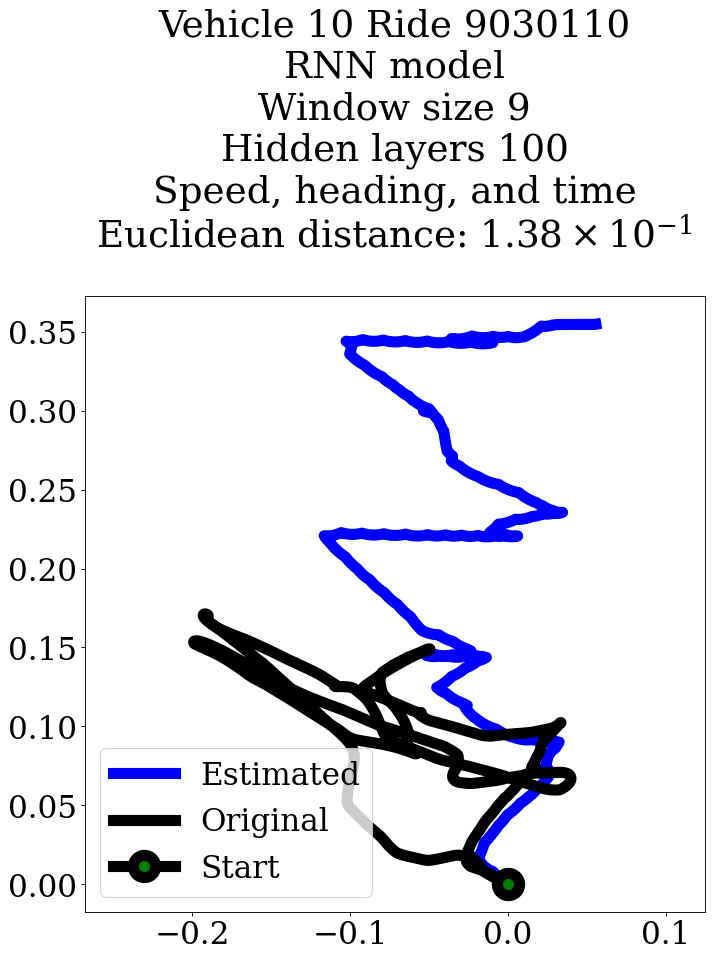 Vehicle 10 Ride 9030110
RNN model
Window size 9
Hidden layers 100
Speed, heading, and time
Euclidean distance: 1.38 × 10⁻¹
0.35
0.30
0.25
0.20
0.15
0.10
0.05
0.00
Estimated
Original
Start
−0.2 −0.1 0.0 0.1